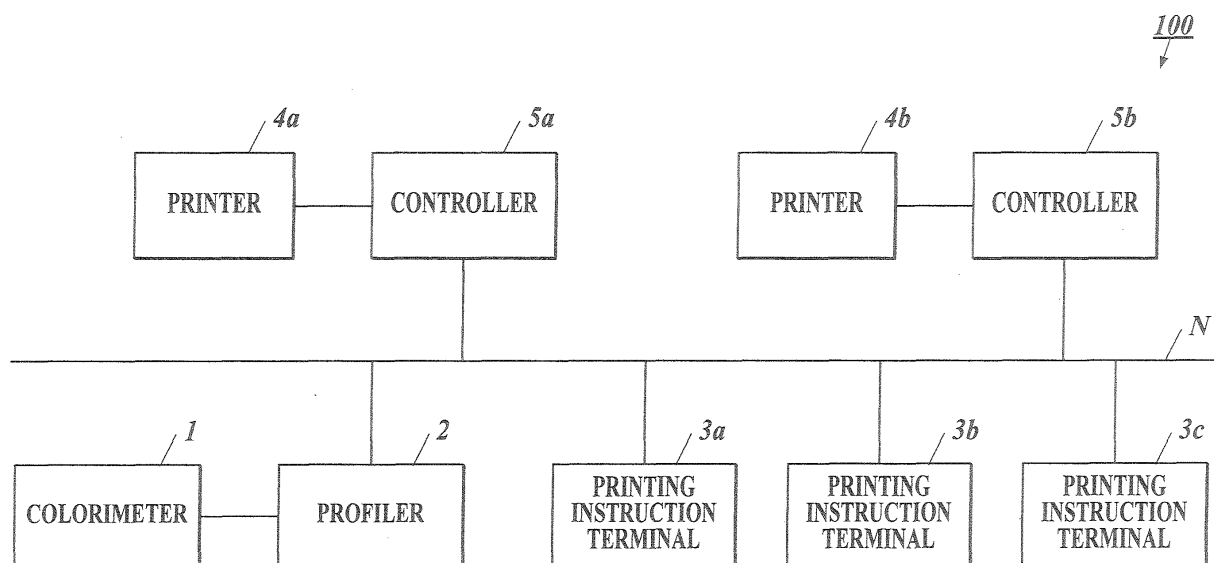 100
4a
5a
4b
5b
PRINTER
CONTROLLER
PRINTER
CONTROLLER
N
1
2
3a
3b
3c
COLORIMETER
PROFILER
PRINTING
INSTRUCTION
TERMINAL
PRINTING
INSTRUCTION
TERMINAL
PRINTING
INSTRUCTION
TERMINAL